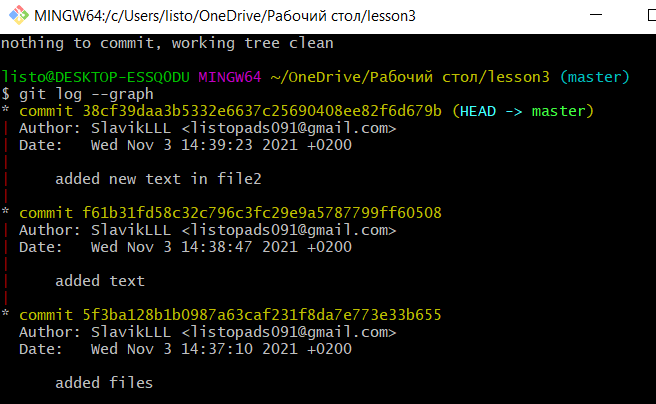 MINGW64:/c/Users/listo/OneDrive/Рабочий стол/lesson3
nothing to commit, working tree clean
listo@DESKTOP-ESSQODU MINGW64 ~/OneDrive/Рабочий стол/lesson3 (master)
$ git log --graph
* commit 38cf39daa3b5332e6637c25690408ee82f6d679b (HEAD -> master)
| Author: SlavikLLL <listopads091@gmail.com>
| Date:   Wed Nov 3 14:39:23 2021 +0200
|
|     added new text in file2
|
* commit f61b31fd58c32c796c3fc29e9a5787799ff60508
| Author: SlavikLLL <listopads091@gmail.com>
| Date:   Wed Nov 3 14:38:47 2021 +0200
|
|     added text
|
* commit 5f3ba128b1b0987a63caf231f8da7e773e33b655
  Author: SlavikLLL <listopads091@gmail.com>
  Date:   Wed Nov 3 14:37:10 2021 +0200
      added files